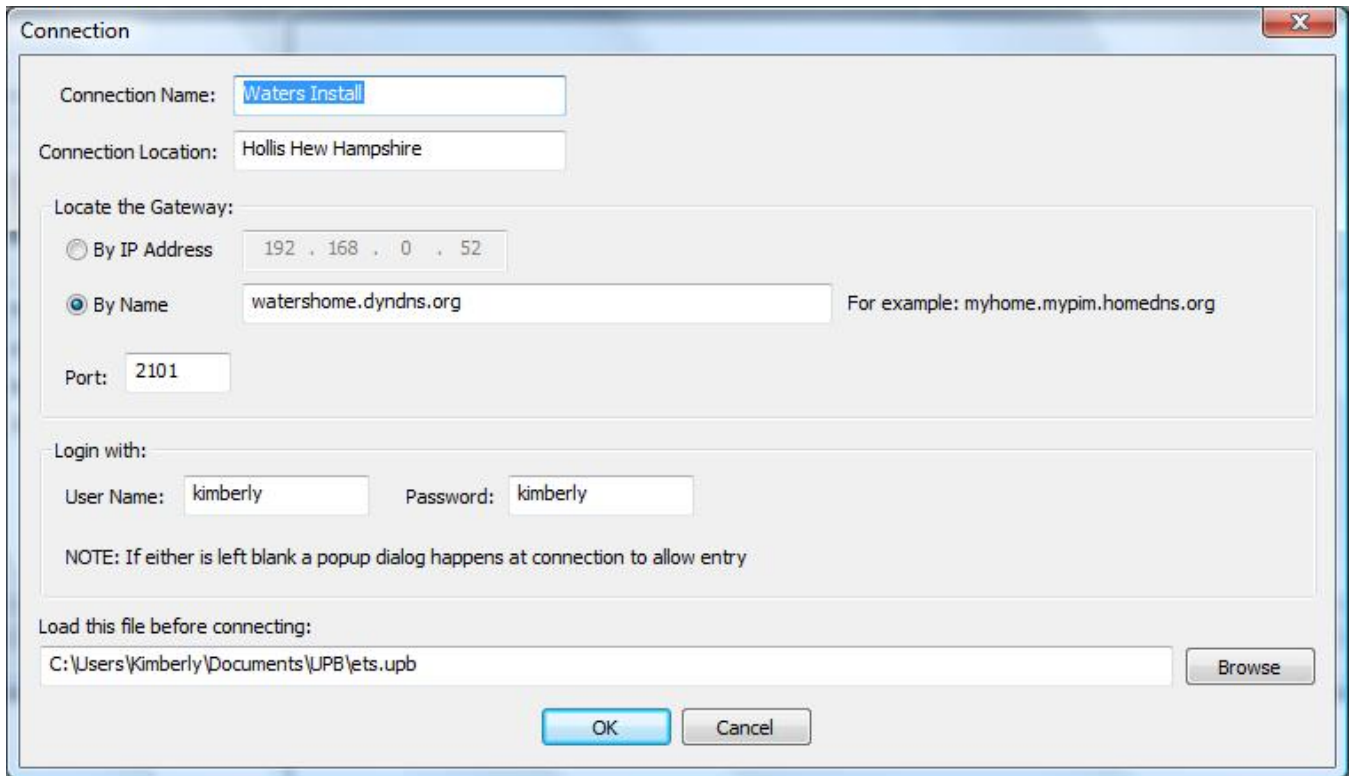 Connection
X
Connection Name: Waters Install
Connection Location: Hollis Hew Hampshire
Locate the Gateway:
By IP Address 192 . 168 . 0 . 52
By Name watershome.dyndns.org For example: myhome.mypim.homedns.org
Port: 2101
Login with:
User Name: kimberly Password: kimberly
NOTE: If either is left blank a popup dialog happens at connection to allow entry
Load this file before connecting:
C:\Users\Kimberly\Documents\UPB\ets.upb Browse
OK Cancel